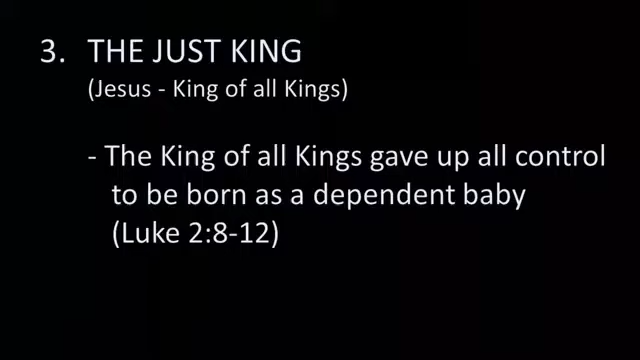 3. THE JUST KING
(Jesus - King of all Kings)
- The King of all Kings gave up all control
to be born as a dependent baby
(Luke 2:8-12)